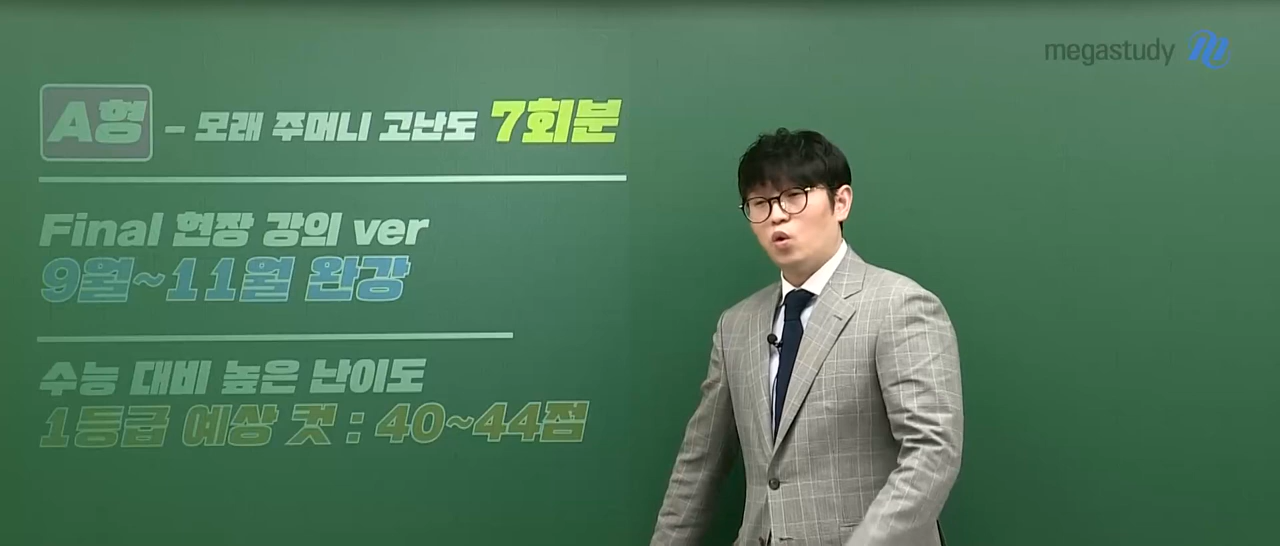 megastudy
A형 - 모래 주머니 고난도 7회분
Final 현장 강의 ver
9월~11월 완강
수능 대비 높은 난이도
1등급 예상 컷 : 40~44점